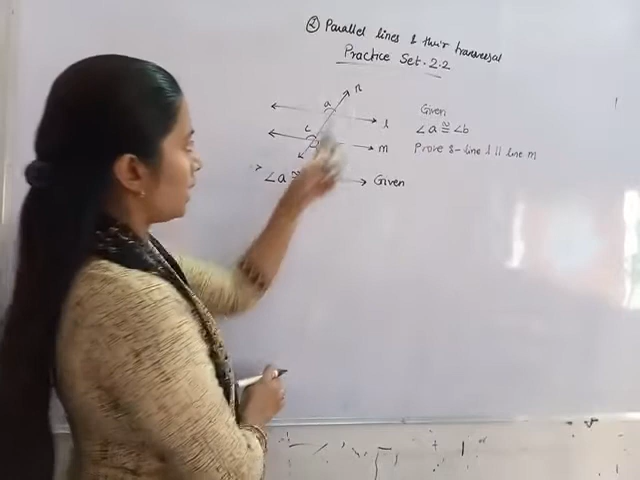 ② Parallel lines & their transversal
Practice Set. 2.2
n
a
l
c
m
Given
∠a ≅ ∠b
Prove :- line l || line m
∠a ≅
Given